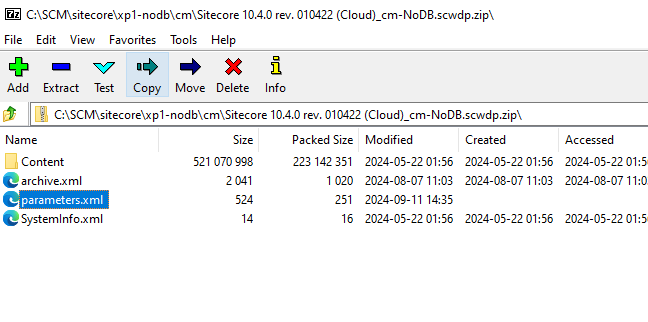 7z C:\SCM\sitecore\xp1-nodb\cm\Sitecore 10.4.0 rev. 010422 (Cloud)_cm-NoDB.scwdp.zip\
File Edit View Favorites Tools Help
Add Extract Test Copy Move Delete Info
C:\SCM\sitecore\xp1-nodb\cm\Sitecore 10.4.0 rev. 010422 (Cloud)_cm-NoDB.scwdp.zip\
Name Size Packed Size Modified Created Accessed
Content 521 070 998 223 142 351 2024-05-22 01:56 2024-05-22 01:56 2024-05-22 01:56
archive.xml 2 041 1 020 2024-08-07 11:03 2024-08-07 11:03 2024-08-07 11:03
parameters.xml 524 251 2024-09-11 14:35
SystemInfo.xml 14 16 2024-05-22 01:56 2024-05-22 01:56 2024-05-22 01:56